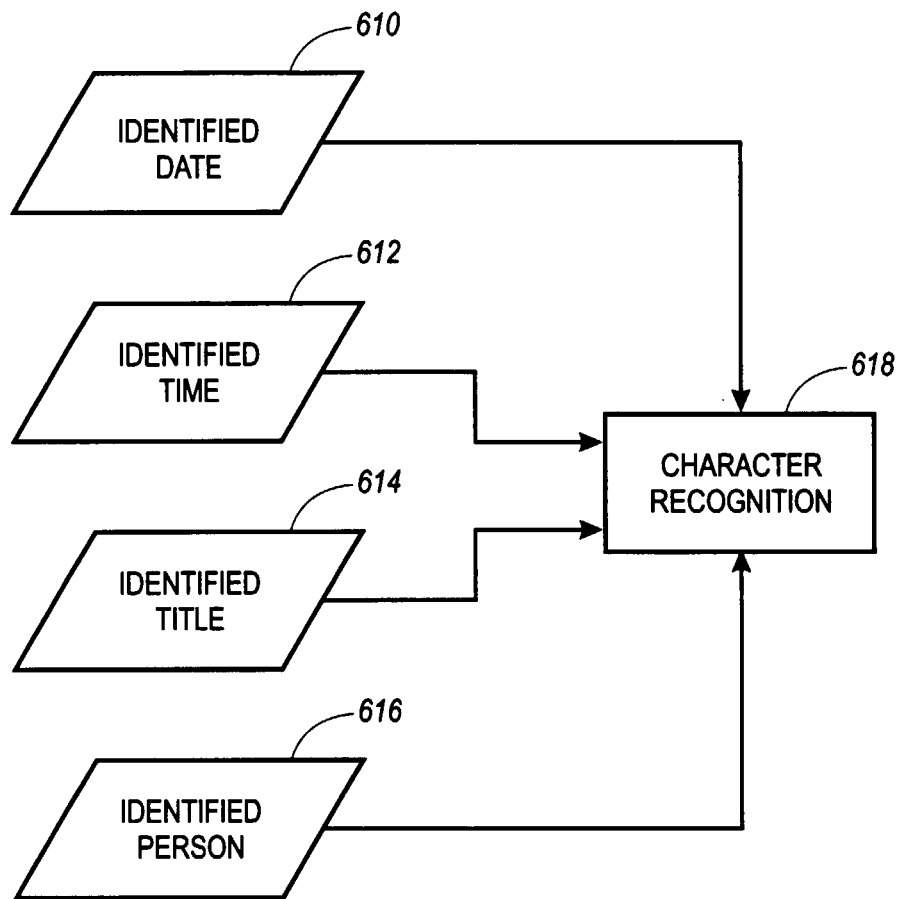 610
IDENTIFIED
DATE
612
IDENTIFIED
TIME
618
CHARACTER
RECOGNITION
614
IDENTIFIED
TITLE
616
IDENTIFIED
PERSON